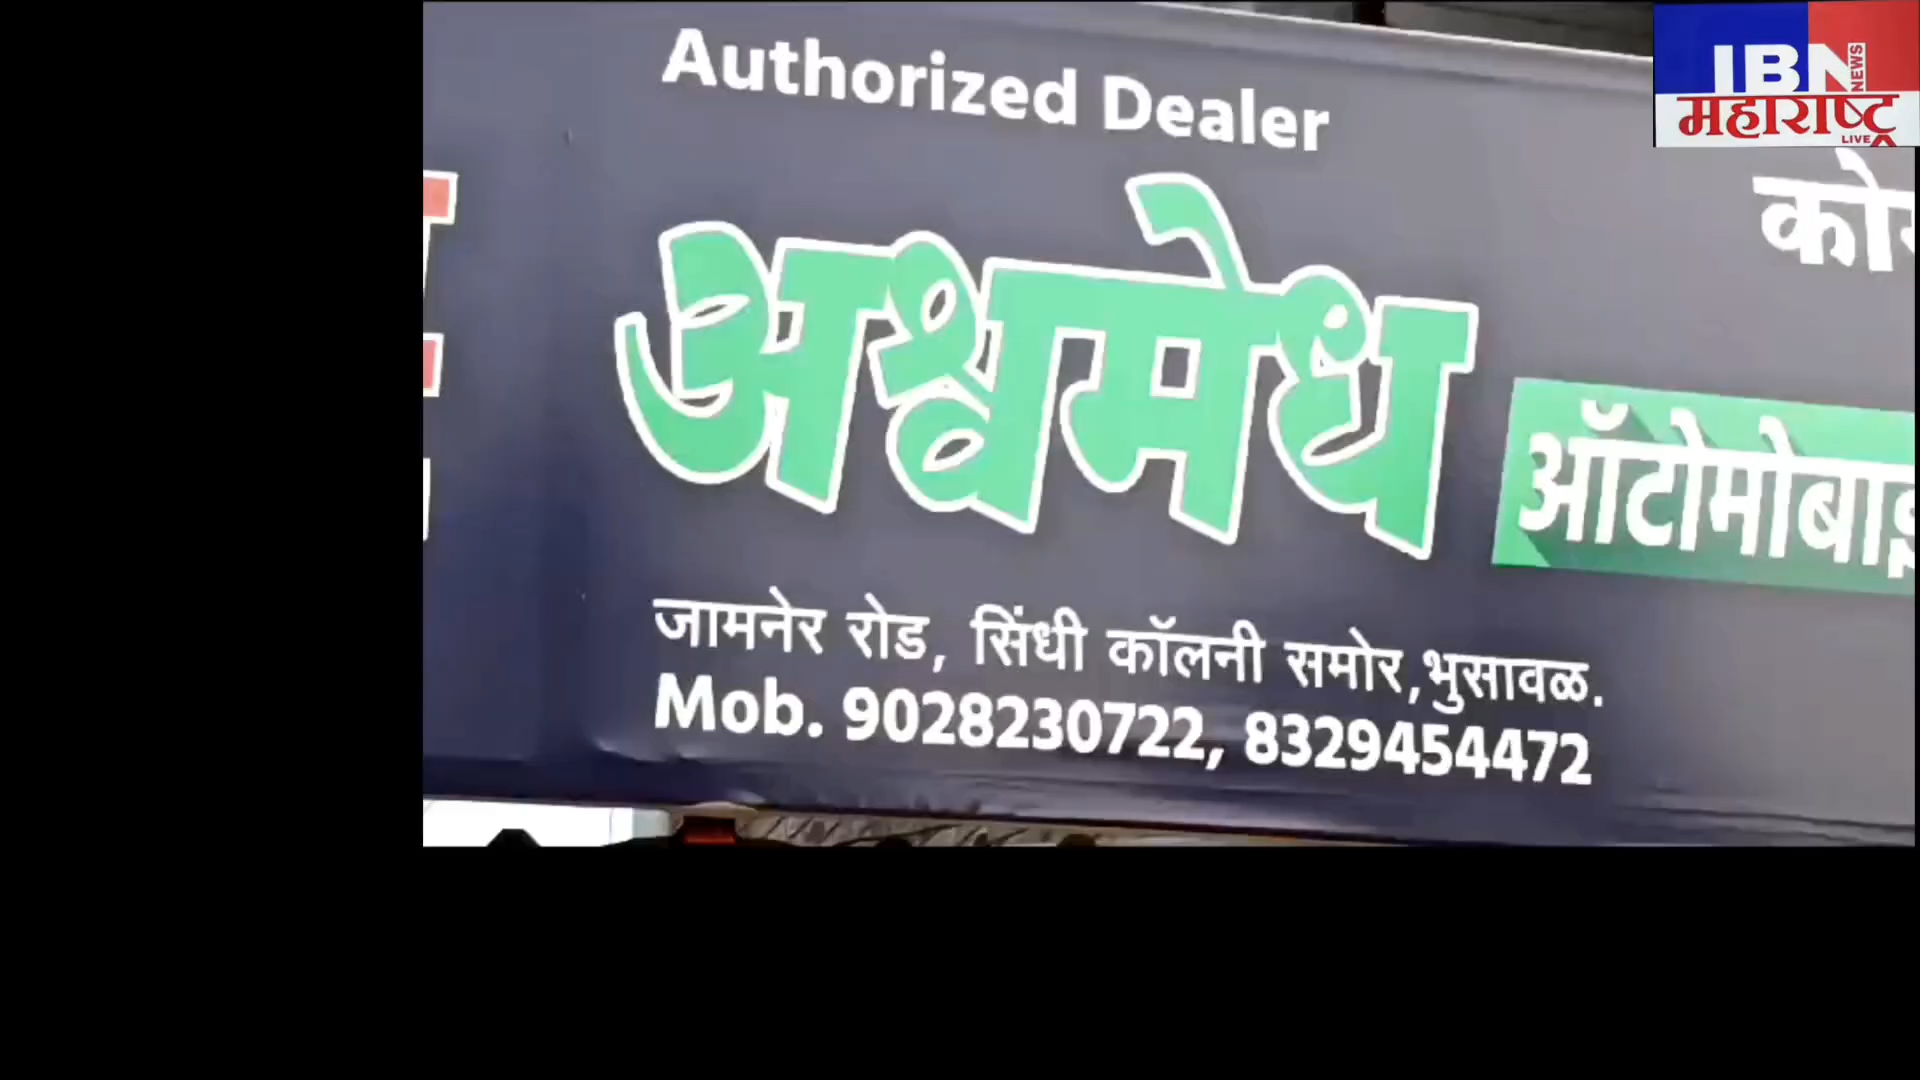 Authorized Dealer
अश्वमेध
जामनेर रोड, सिंधी कॉलनी समोर, भुसावळ.
Mob. 9028230722, 8329454472
IBN NEWS
महाराष्ट्र
LIVE